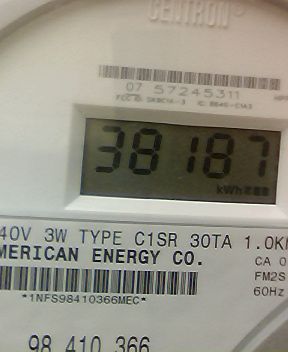 CENTRON®
07 57245311
38187
kWh
40V 3W TYPE C1SR 30TA 1.0K
MERICAN ENERGY CO.
CA 0
FM2S
60Hz
*1NFS98410366MEC*
98 410 366